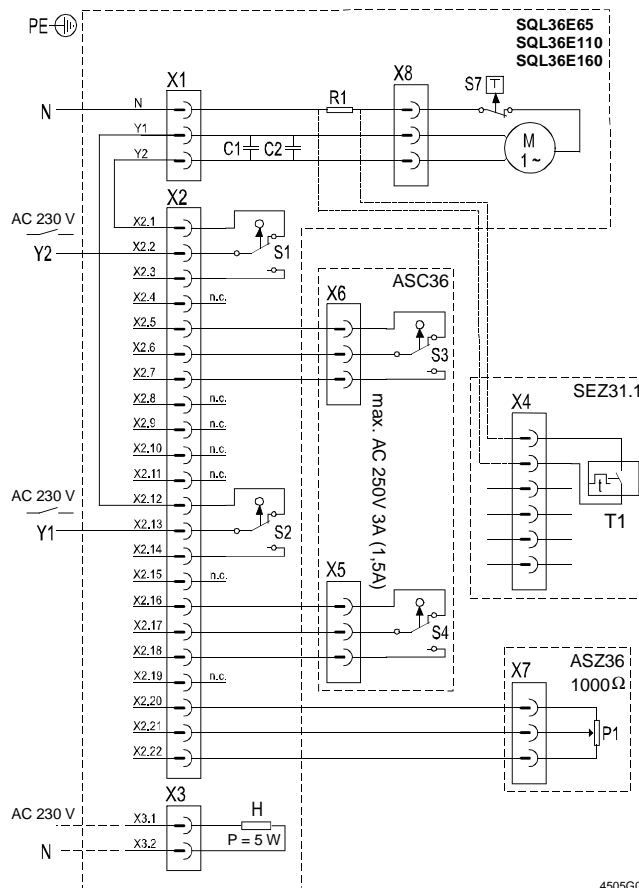 PE
SQL36E65
SQL36E110
SQL36E160
X1
X8
S7
T
N
N
R1
Y1
C1
C2
M
1 ~
Y2
X2
AC 230 V
X2.1
Y2
X2.2
S1
X2.3
X2.4
n.c.
ASC36
X6
X2.5
X2.6
S3
X2.7
X2.8
n.c.
SEZ31.1
X4
X2.9
n.c.
X2.10
n.c.
X2.11
n.c.
max. AC 250V 3A (1,5A)
t
T1
AC 230 V
X2.12
Y1
X2.13
S2
X2.14
X2.15
n.c.
X5
X2.16
X2.17
S4
X2.18
X2.19
n.c.
ASZ36
1000Ω
X7
X2.20
X2.21
P1
X2.22
X3
AC 230 V
X3.1
H
N
X3.2
P = 5 W